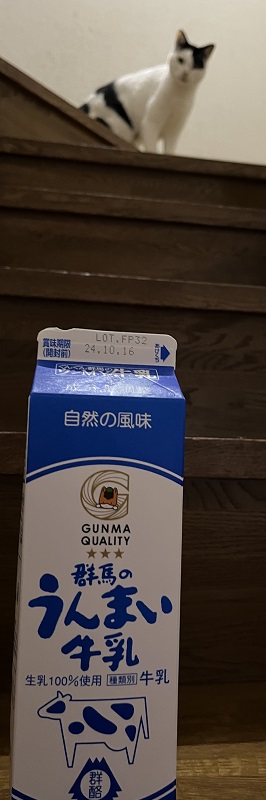 LOT.FP32
賞味期限
(開封前)
24.10.16
あけぐち
自然の風味
GUNMA
QUALITY
群馬の
うんまい
牛乳
生乳100%使用 種類別 牛乳
群酪